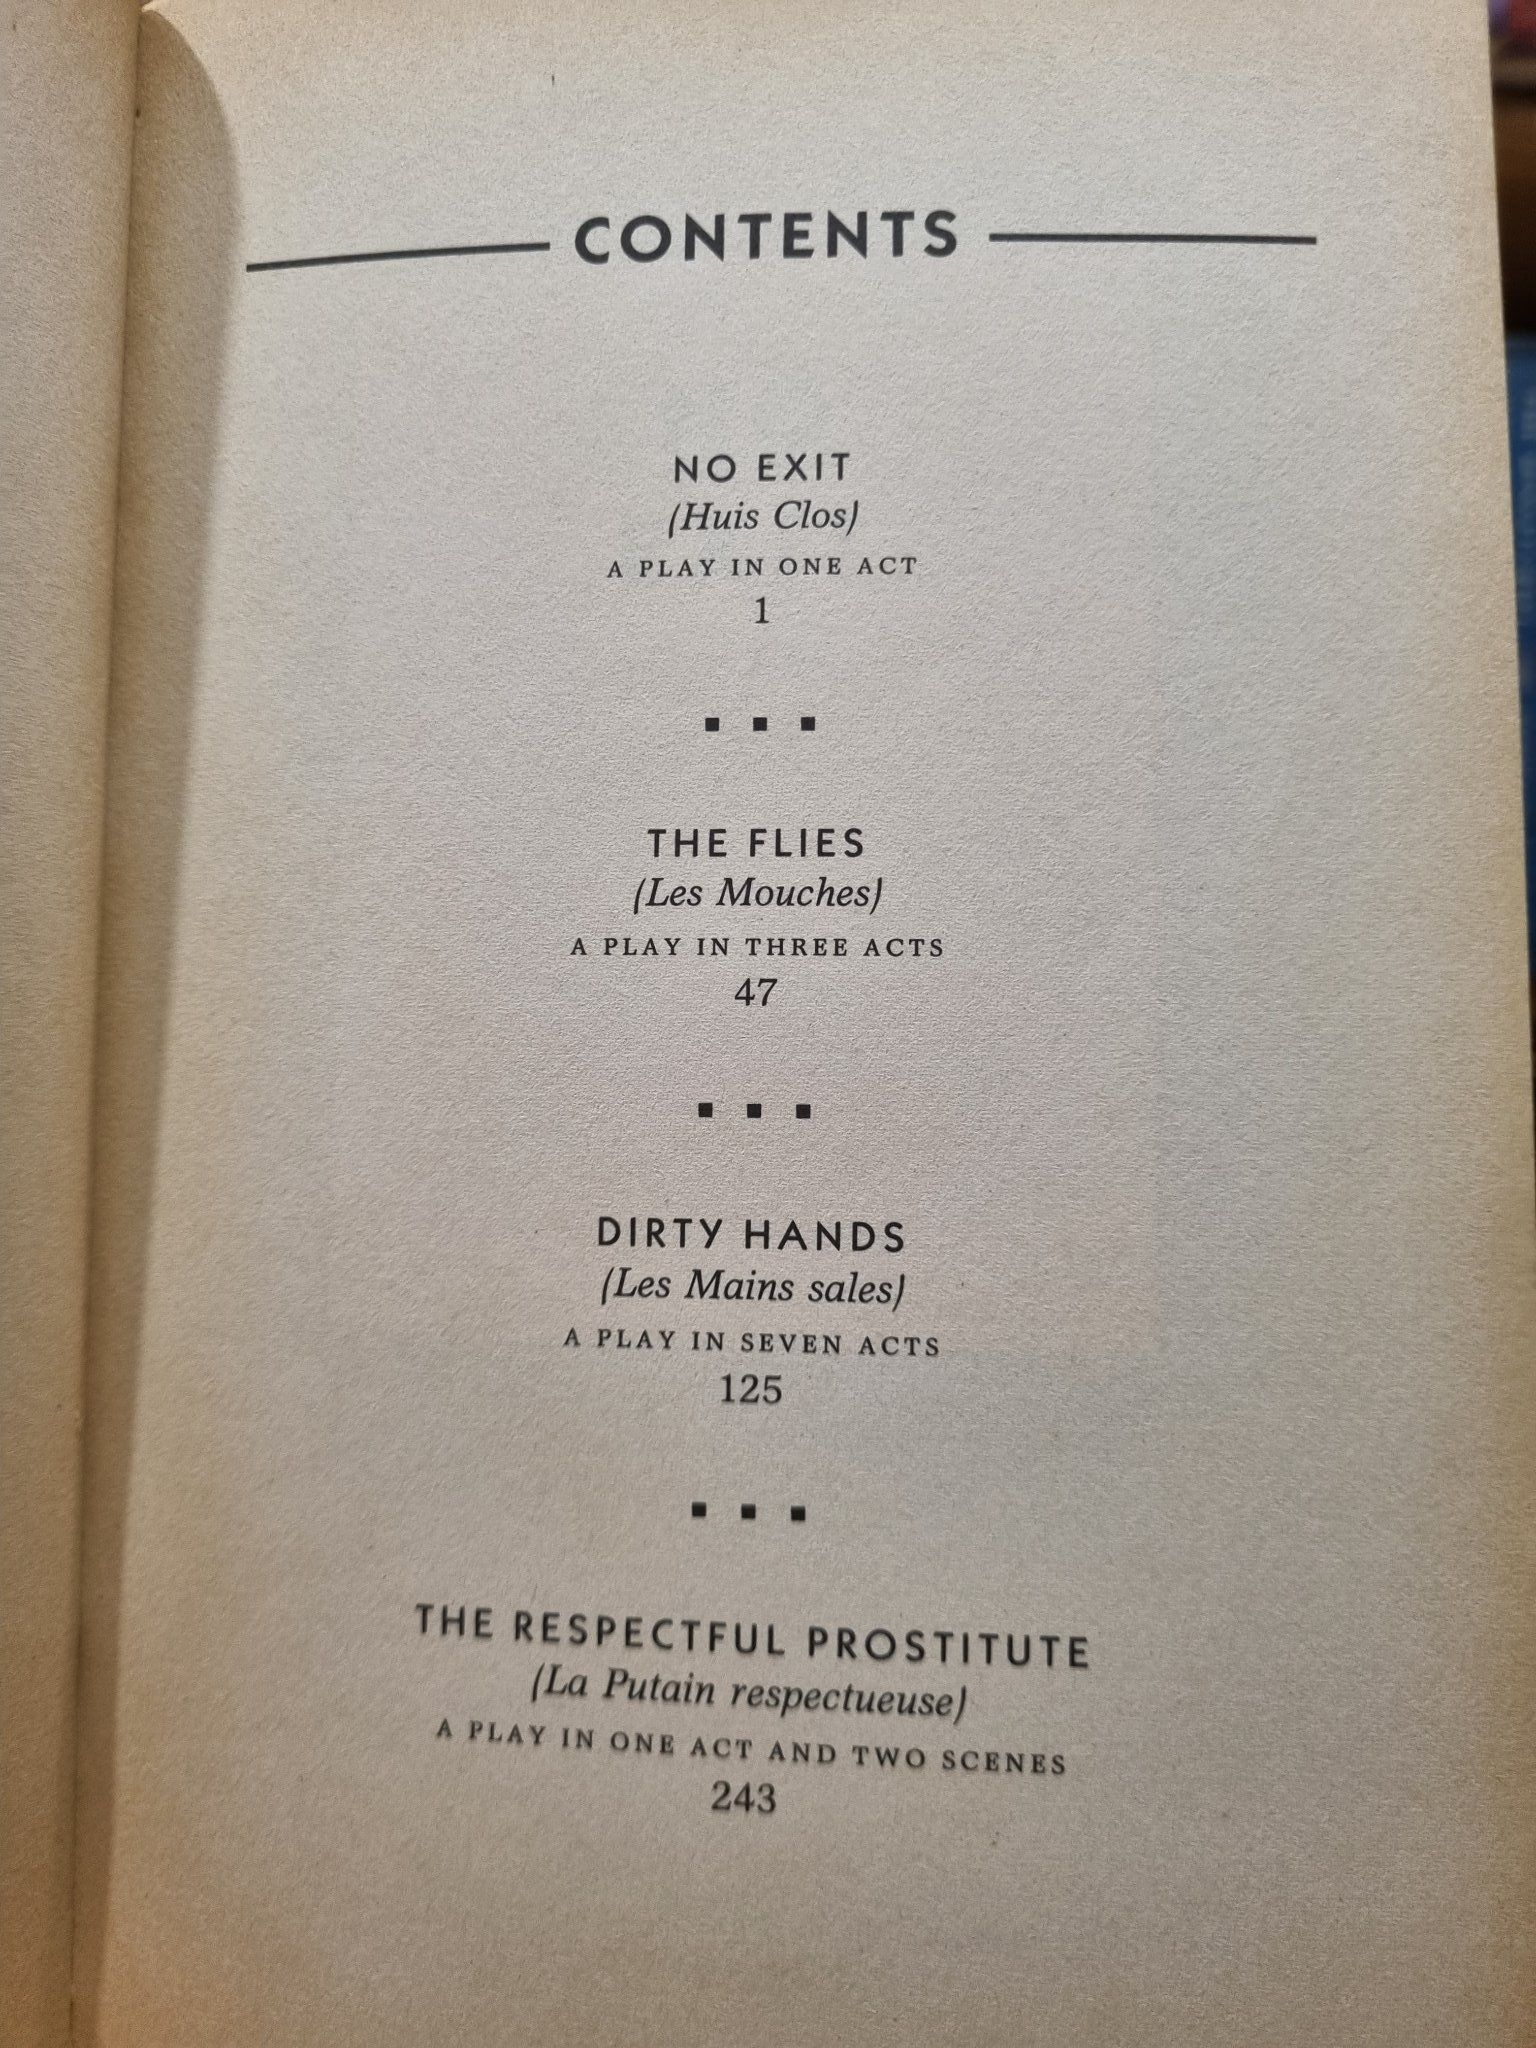 CONTENTS
NO EXIT
(Huis Clos)
A PLAY IN ONE ACT
1
THE FLIES
(Les Mouches)
A PLAY IN THREE ACTS
47
DIRTY HANDS
(Les Mains sales)
A PLAY IN SEVEN ACTS
125
THE RESPECTFUL PROSTITUTE
(La Putain respectueuse)
A PLAY IN ONE ACT AND TWO SCENES
243